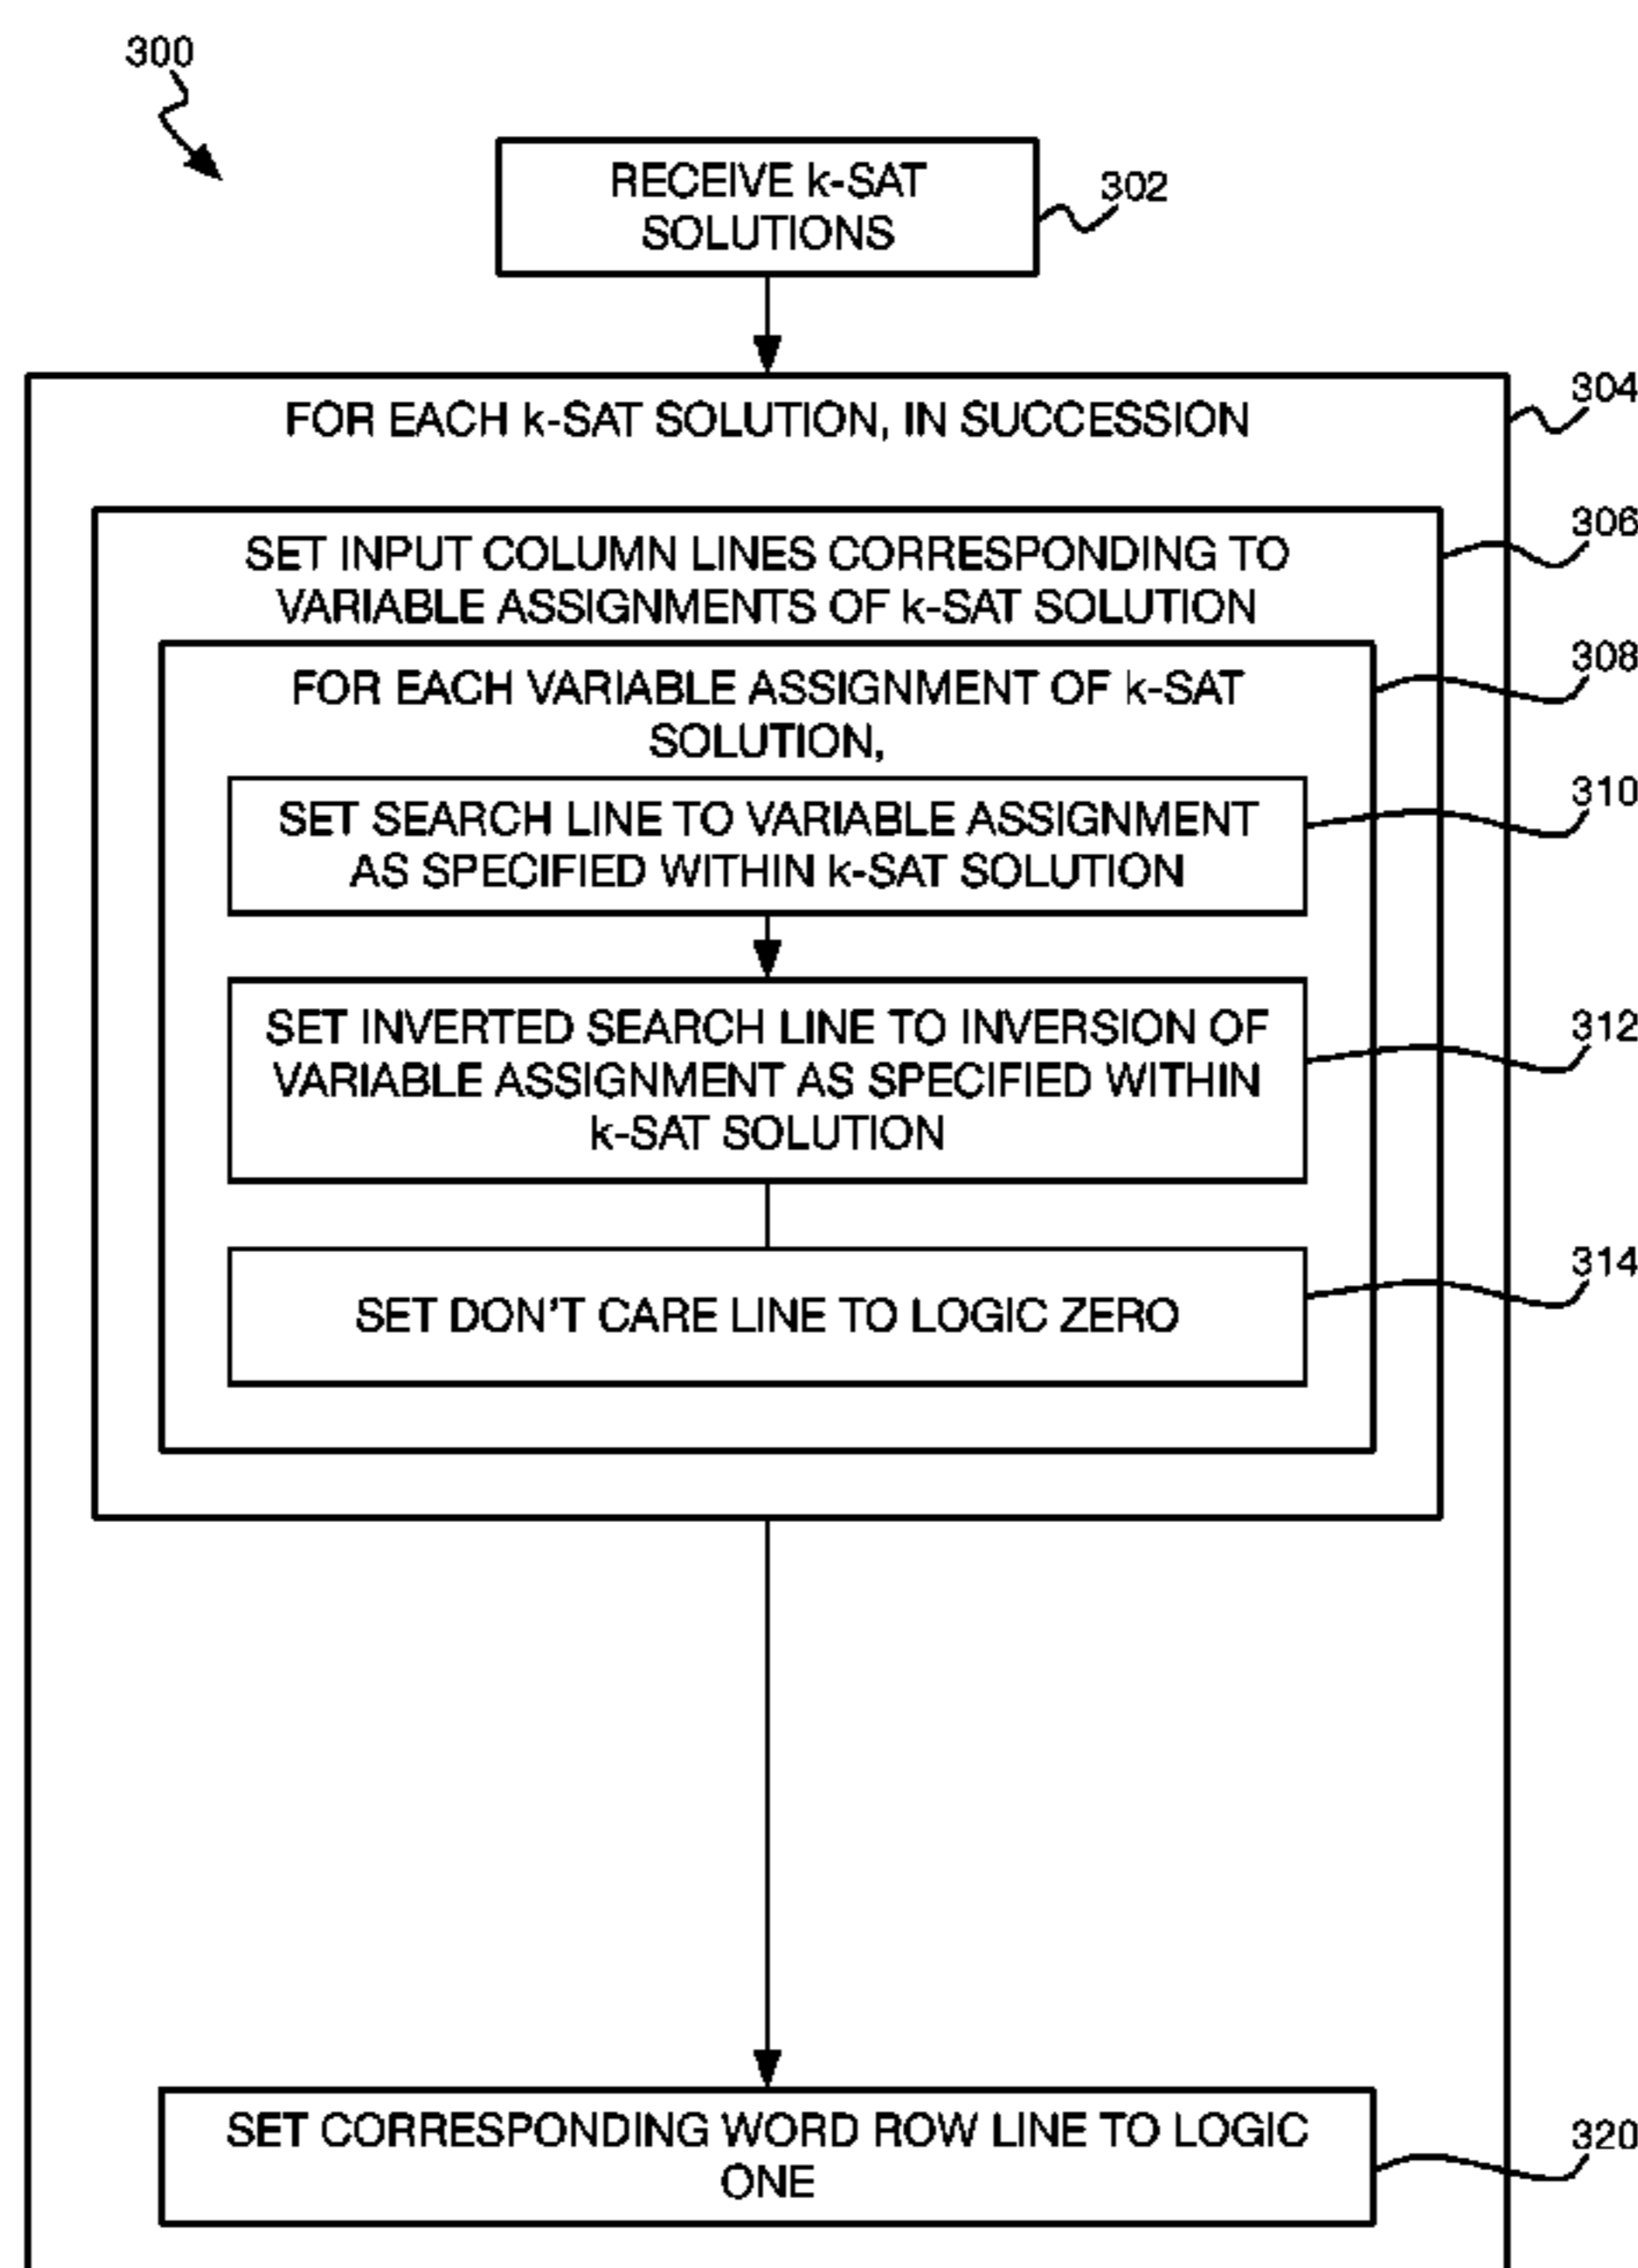 300
RECEIVE k-SAT
SOLUTIONS
302
FOR EACH k-SAT SOLUTION, IN SUCCESSION
304
SET INPUT COLUMN LINES CORRESPONDING TO
VARIABLE ASSIGNMENTS OF k-SAT SOLUTION
306
FOR EACH VARIABLE ASSIGNMENT OF k-SAT
SOLUTION,
308
SET SEARCH LINE TO VARIABLE ASSIGNMENT
AS SPECIFIED WITHIN k-SAT SOLUTION
310
SET INVERTED SEARCH LINE TO INVERSION OF
VARIABLE ASSIGNMENT AS SPECIFIED WITHIN
k-SAT SOLUTION
312
SET DON'T CARE LINE TO LOGIC ZERO
314
SET CORRESPONDING WORD ROW LINE TO LOGIC
ONE
320